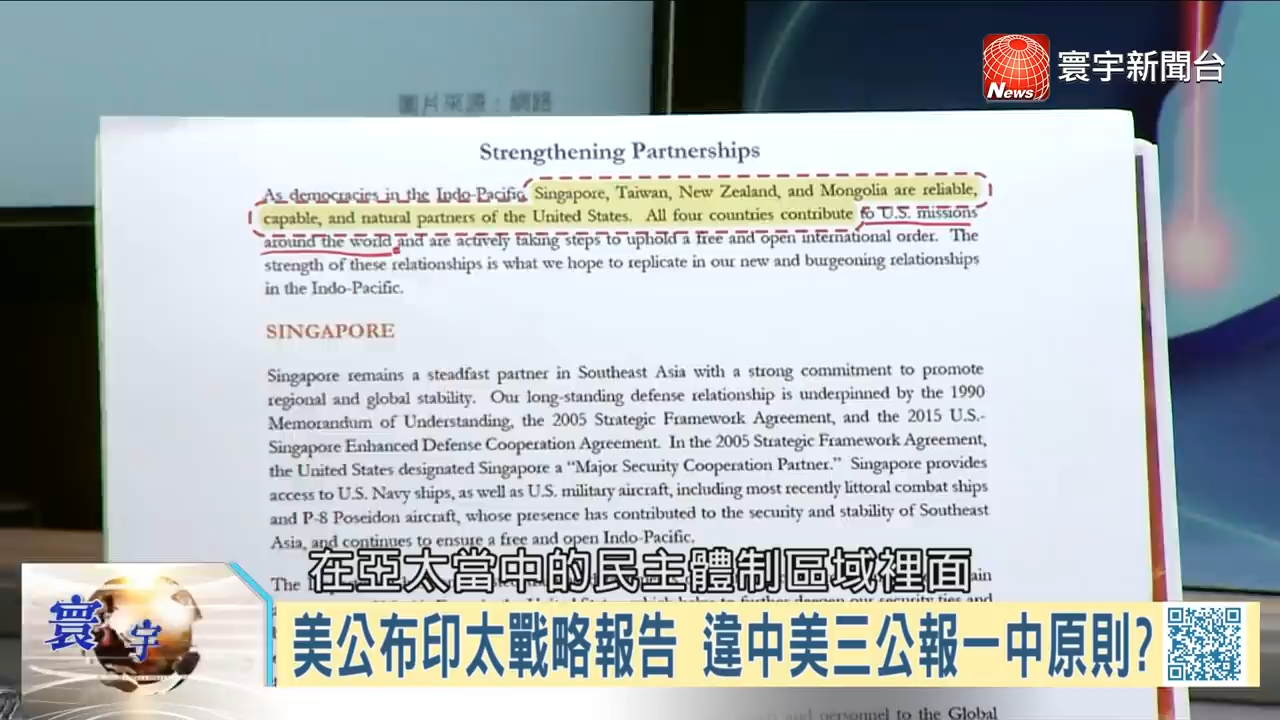 寰宇新聞台
News
圖片來源：網路
Strengthening Partnerships
As democracies in the Indo-Pacific, Singapore, Taiwan, New Zealand, and Mongolia are reliable,
capable, and natural partners of the United States. All four countries contribute to U.S. missions
around the world and are actively taking steps to uphold a free and open international order. The
strength of these relationships is what we hope to replicate in our new and burgeoning relationships
in the Indo-Pacific.
SINGAPORE
Singapore remains a steadfast partner in Southeast Asia with a strong commitment to promote
regional and global stability. Our long-standing defense relationship is underpinned by the 1990
Memorandum of Understanding, the 2005 Strategic Framework Agreement, and the 2015 U.S.-
Singapore Enhanced Defense Cooperation Agreement. In the 2005 Strategic Framework Agreement,
the United States designated Singapore a “Major Security Cooperation Partner.” Singapore provides
access to U.S. Navy ships, as well as U.S. military aircraft, including most recently littoral combat ships
and P-8 Poseidon aircraft, whose presence has contributed to the security and stability of Southeast
Asia, and continues to ensure a free and open Indo-Pacific.
The
在亞太當中的民主體制區域裡面
寰宇
美公布印太戰略報告 違中美三公報一中原則?
and personnel to the Global